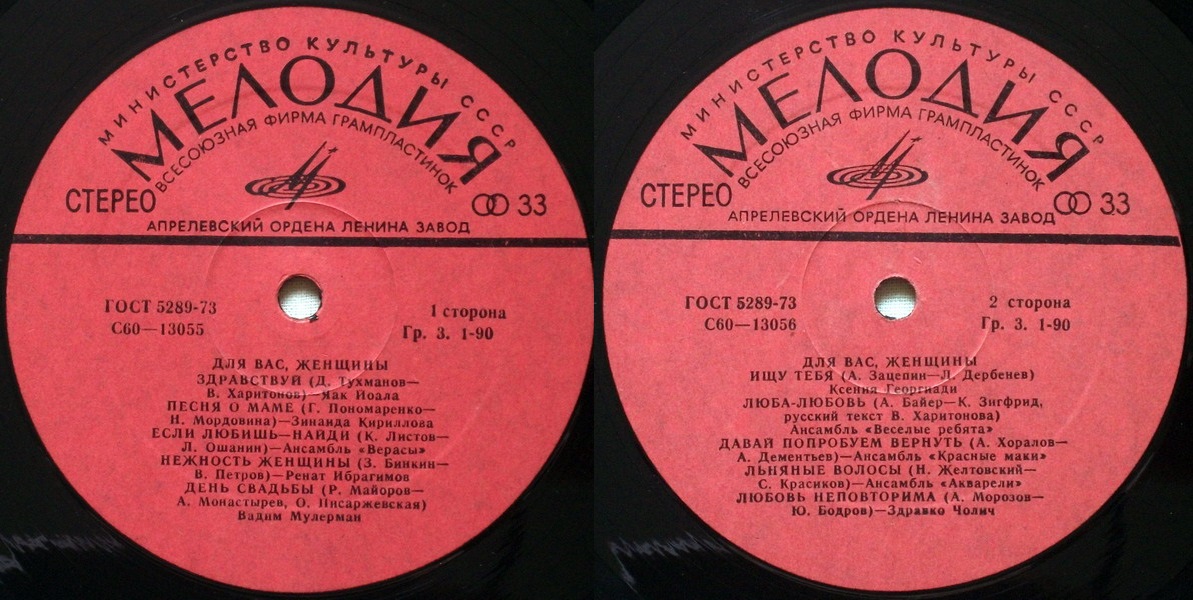 МИНИСТЕРСТВО КУЛЬТУРЫ СССР
МЕЛОДИЯ
ВСЕСОЮЗНАЯ ФИРМА ГРАМПЛАСТИНОК
СТЕРЕО
33
АПРЕЛЕВСКИЙ ОРДЕНА ЛЕНИНА ЗАВОД
ГОСТ 5289-73
С60—13055
1 сторона
Гр. 3. 1-90
ДЛЯ ВАС, ЖЕНЩИНЫ
ЗДРАВСТВУЙ (Д. Тухманов—
В. Харитонов)—Яак Йоала
ПЕСНЯ О МАМЕ (Г. Пономаренко—
Н. Мордовина)—Зинаида Кириллова
ЕСЛИ ЛЮБИШЬ—НАЙДИ (К. Листов—
Л. Ошанин)—Ансамбль «Верасы»
НЕЖНОСТЬ ЖЕНЩИНЫ (З. Бинкин—
В. Петров)—Ренат Ибрагимов
ДЕНЬ СВАДЬБЫ (Р. Майоров—
А. Монастырев, О. Писаржевская)
Вадим Мулерман
МИНИСТЕРСТВО КУЛЬТУРЫ СССР
МЕЛОДИЯ
ВСЕСОЮЗНАЯ ФИРМА ГРАМПЛАСТИНОК
СТЕРЕО
33
АПРЕЛЕВСКИЙ ОРДЕНА ЛЕНИНА ЗАВОД
ГОСТ 5289-73
С60—13056
2 сторона
Гр. 3. 1-90
ДЛЯ ВАС, ЖЕНЩИНЫ
ИЩУ ТЕБЯ (А. Зацепин—Л. Дербенев)
Ксения Георгиади
ЛЮБА-ЛЮБОВЬ (А. Байер—К. Зигфрид,
русский текст В. Харитонова)
Ансамбль «Веселые ребята»
ДАВАЙ ПОПРОБУЕМ ВЕРНУТЬ (А. Хоралов—
А. Дементьев)—Ансамбль «Красные маки»
ЛЬНЯНЫЕ ВОЛОСЫ (Н. Желтовский—
С. Красиков)—Ансамбль «Акварели»
ЛЮБОВЬ НЕПОВТОРИМА (А. Морозов—
Ю. Бодров)—Здравко Чолич